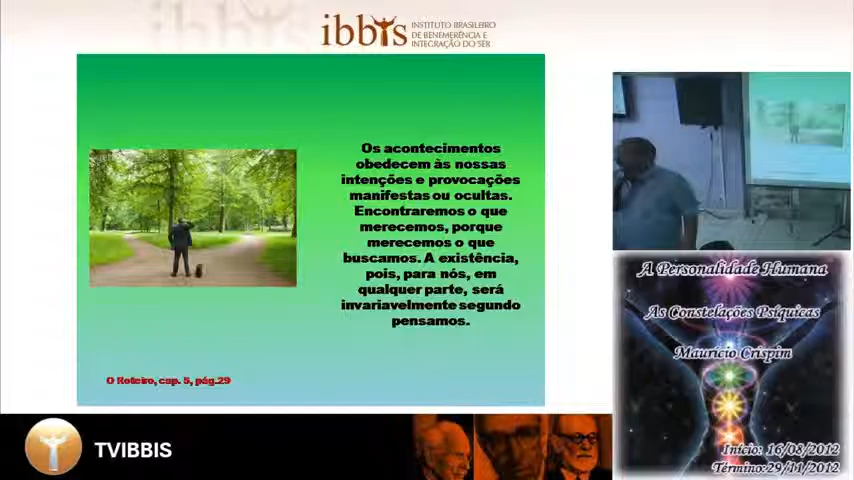 ibbis
INSTITUTO BRASILEIRO
DE BENEMERÊNCIA E
INTEGRAÇÃO DO SER
Os acontecimentos
obedecem às nossas
intenções e provocações
manifestas ou ocultas.
Encontraremos o que
merecemos, porque
merecemos o que
buscamos. A existência,
pois, para nós, em
qualquer parte, será
invariavelmente segundo
pensamos.
O Roteiro, cap. 5, pág.29
A Personalidade Humana
As Constelações Psíquicas
Maurício Crispim
Início: 16/08/2012
Término:29/11/2012
TVIBBIS